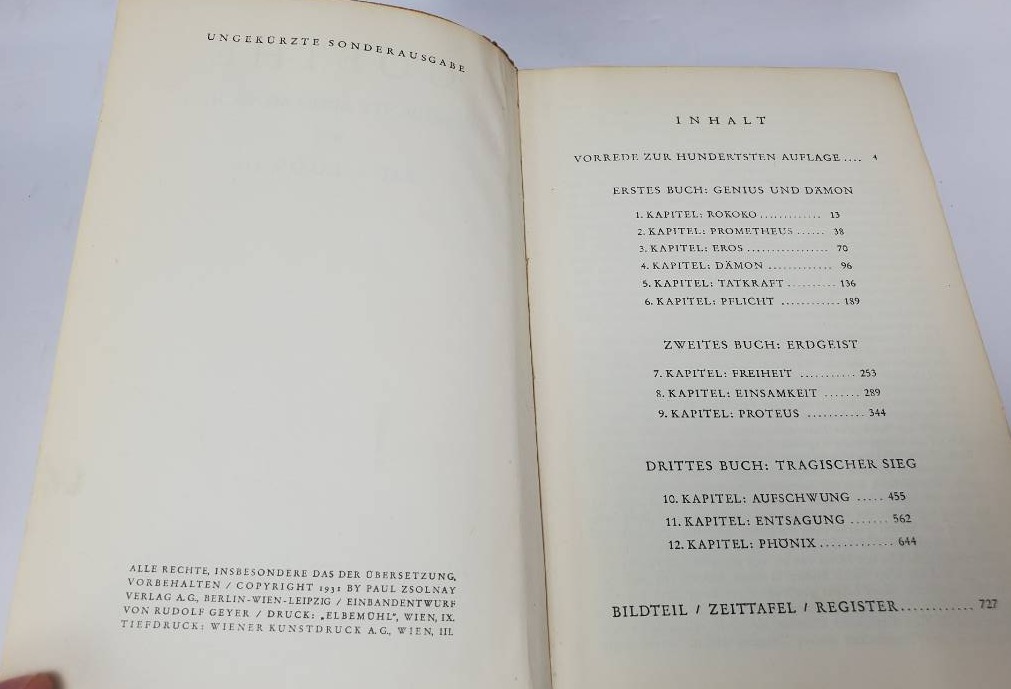 UNGEKÜRZTE SONDERAUSGABE
ALLE RECHTE, INSBESONDERE DAS DER ÜBERSETZUNG,
VORBEHALTEN / COPYRIGHT 1931 BY PAUL ZSOLNAY
VERLAG A.G., BERLIN-WIEN-LEIPZIG / EINBANDENTWURF
VON RUDOLF GEYER / DRUCK: „ELBEMÜHL", WIEN, IX.
TIEFDRUCK: WIENER KUNSTDRUCK A.G., WIEN, III.
INHALT
VORREDE ZUR HUNDERTSTEN AUFLAGE .... 4
ERSTES BUCH: GENIUS UND DÄMON
1. KAPITEL: ROKOKO ............. 13
2. KAPITEL: PROMETHEUS ...... 38
3. KAPITEL: EROS ................. 70
4. KAPITEL: DÄMON ............. 96
5. KAPITEL: TATKRAFT .......... 136
6. KAPITEL: PFLICHT ............ 189
ZWEITES BUCH: ERDGEIST
7. KAPITEL: FREIHEIT ........... 253
8. KAPITEL: EINSAMKEIT ....... 289
9. KAPITEL: PROTEUS ........... 344
DRITTES BUCH: TRAGISCHER SIEG
10. KAPITEL: AUFSCHWUNG ..... 455
11. KAPITEL: ENTSAGUNG ....... 562
12. KAPITEL: PHÖNIX ............. 644
BILDTEIL / ZEITTAFEL / REGISTER ............ 727